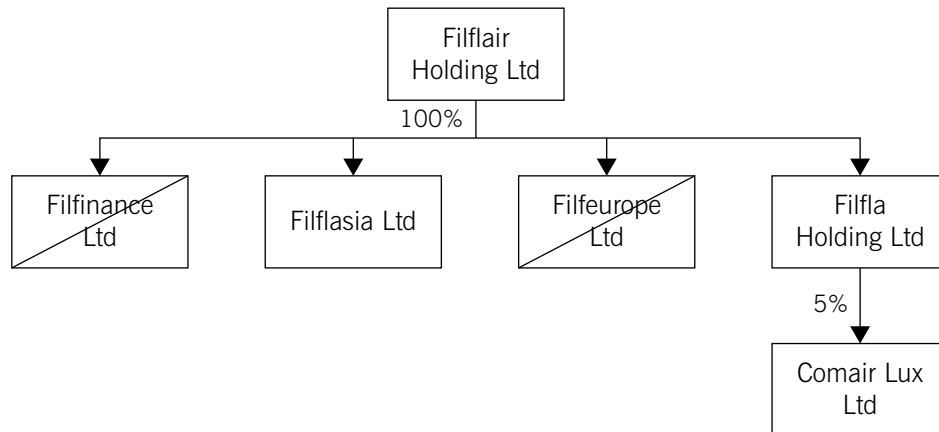 Filflair
Holding Ltd
100%
Filfinance
Ltd
Filflasia Ltd
Filfeurope
Ltd
Filfla
Holding Ltd
5%
Comair Lux
Ltd